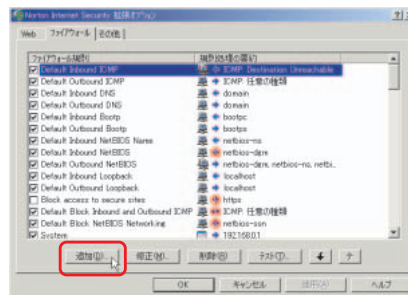 Norton Internet Security 拡張オプション
Web ファイアウォール その他
ファイアウォール規則 規則処理の要約
Default Inbound ICMP ICMP: Destination Unreachable
Default Outbound ICMP ICMP: 任意の種類
Default Inbound DNS domain
Default Outbound DNS domain
Default Inbound Bootp bootpc
Default Outbound Bootp bootps
Default Inbound NetBIOS Name netbios-ns
Default Inbound NetBIOS netbios-dgm
Default Outbound NetBIOS netbios-dgm, netbios-ns, netbi..
Default Inbound Loopback localhost
Default Outbound Loopback localhost
Block access to secure sites https
Default Block Inbound and Outbound ICMP ICMP: 任意の種類
Default Block NetBIOS Networking netbios-ssn
System 192.168.0.1
追加(D)... 修正(M)... 削除(R) テスト(T)...
OK キャンセル 適用(A) ヘルプ